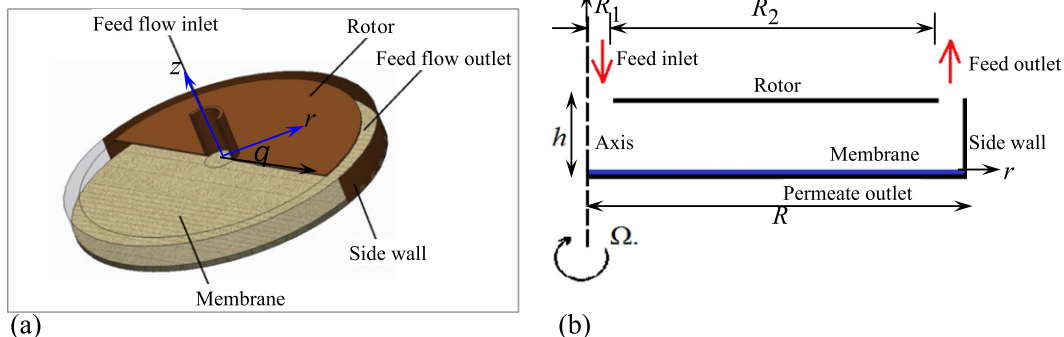 Feed flow inlet
Rotor
Feed flow outlet
z
r
q
Side wall
Membrane
(a)
R1
R2
Feed inlet
Feed outlet
Rotor
h
Axis
Side wall
Membrane
r
Permeate outlet
R
Ω.
(b)